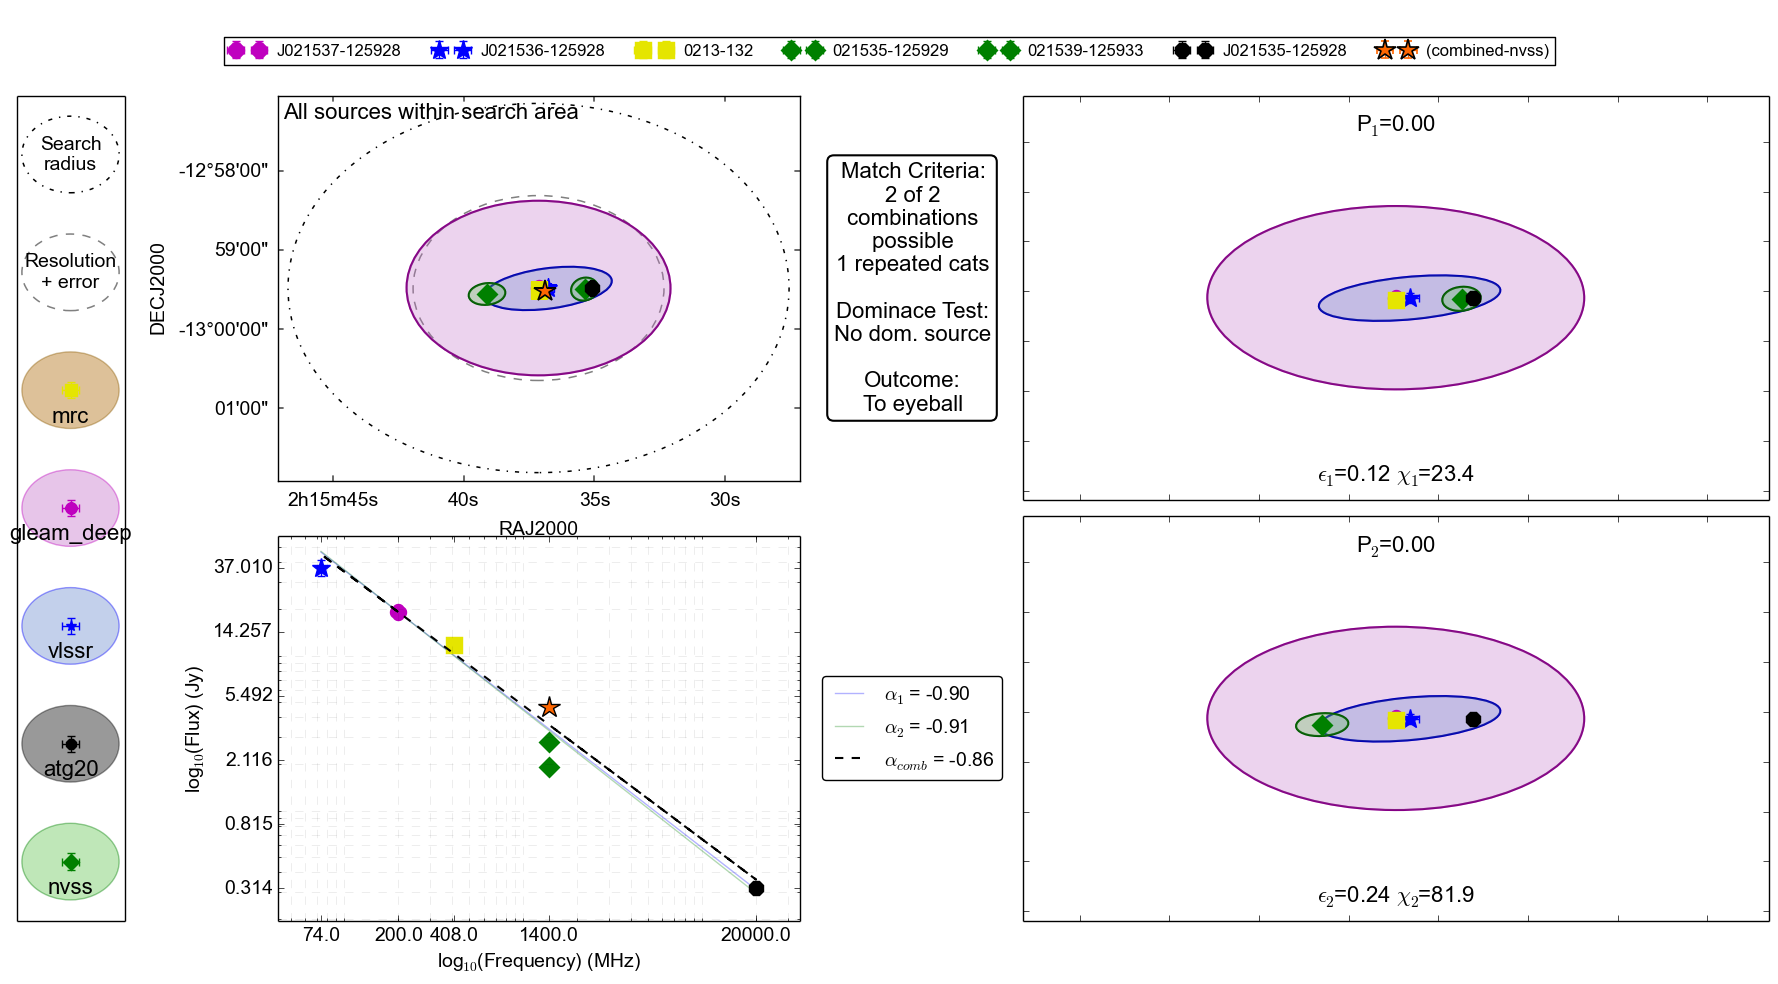 J021537-125928 J021536-125928 0213-132 021535-125929 021539-125933 J021535-125928 (combined-nvss)
Search
radius
Resolution
+ error
mrc
gleam_deep
vlssr
atg20
nvss
All sources within search area
DECJ2000
-12°58'00"
59'00"
-13°00'00"
01'00"
2h15m45s 40s 35s 30s
RAJ2000
Match Criteria:
2 of 2
combinations
possible
1 repeated cats
Dominace Test:
No dom. source
Outcome:
To eyeball
P1=0.00
ϵ1=0.12 χ1=23.4
log10(Flux) (Jy)
37.010
14.257
5.492
2.116
0.815
0.314
74.0 200.0 408.0 1400.0 20000.0
log10(Frequency) (MHz)
α1 = -0.90
α2 = -0.91
αcomb = -0.86
P2=0.00
ϵ2=0.24 χ2=81.9